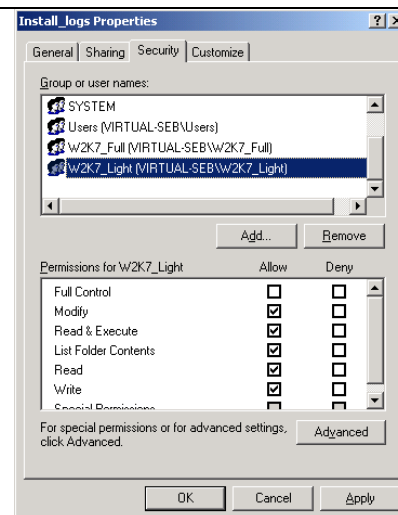 Install_logs Properties
General Sharing Security Customize
Group or user names:
SYSTEM
Users (VIRTUAL-SEB\Users)
W2K7_Full (VIRTUAL-SEB\W2K7_Full)
W2K7_Light (VIRTUAL-SEB\W2K7_Light)
Add... Remove
Permissions for W2K7_Light Allow Deny
Full Control
Modify
Read & Execute
List Folder Contents
Read
Write
Special Permissions
For special permissions or for advanced settings, Advanced
click Advanced.
OK Cancel Apply